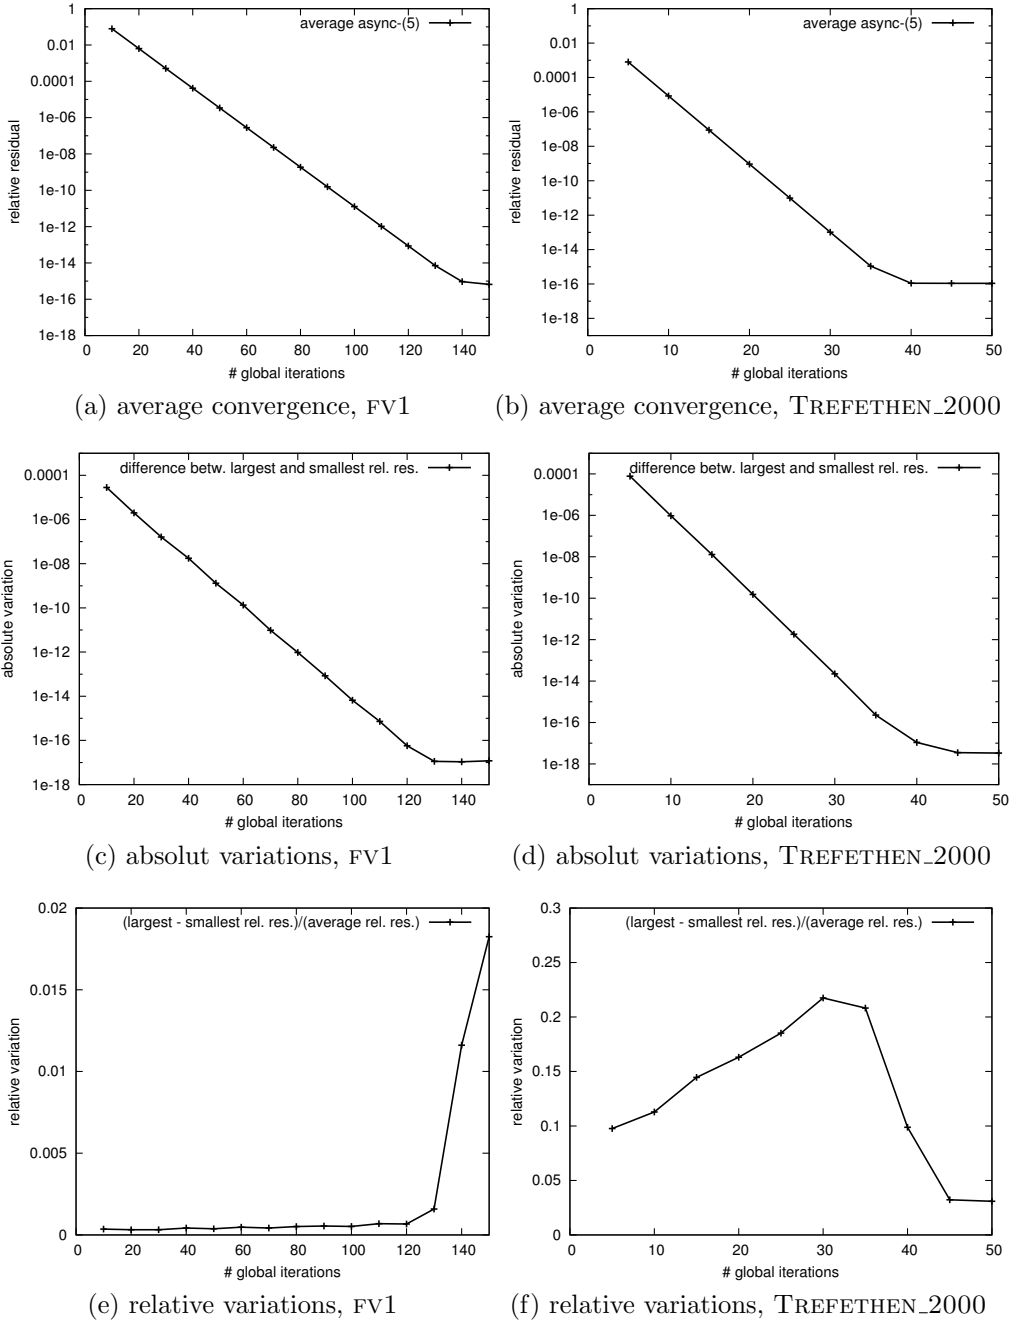 1
0.01
0.0001
1e-06
1e-08
1e-10
1e-12
1e-14
1e-16
1e-18
relative residual
average async-(5)
0 20 40 60 80 100 120 140
# global iterations
(a) average convergence, FV1
1
0.01
0.0001
1e-06
1e-08
1e-10
1e-12
1e-14
1e-16
1e-18
relative residual
average async-(5)
0 10 20 30 40 50
# global iterations
(b) average convergence, TREFETHEN_2000
0.0001
1e-06
1e-08
1e-10
1e-12
1e-14
1e-16
1e-18
absolute variation
difference betw. largest and smallest rel. res.
0 20 40 60 80 100 120 140
# global iterations
(c) absolut variations, FV1
0.0001
1e-06
1e-08
1e-10
1e-12
1e-14
1e-16
1e-18
absolute variation
difference betw. largest and smallest rel. res.
0 10 20 30 40 50
# global iterations
(d) absolut variations, TREFETHEN_2000
0.02
0.015
0.01
0.005
0
relative variation
(largest - smallest rel. res.)/(average rel. res.)
0 20 40 60 80 100 120 140
# global iterations
(e) relative variations, FV1
0.3
0.25
0.2
0.15
0.1
0.05
0
relative variation
(largest - smallest rel. res.)/(average rel. res.)
0 10 20 30 40 50
# global iterations
(f) relative variations, TREFETHEN_2000